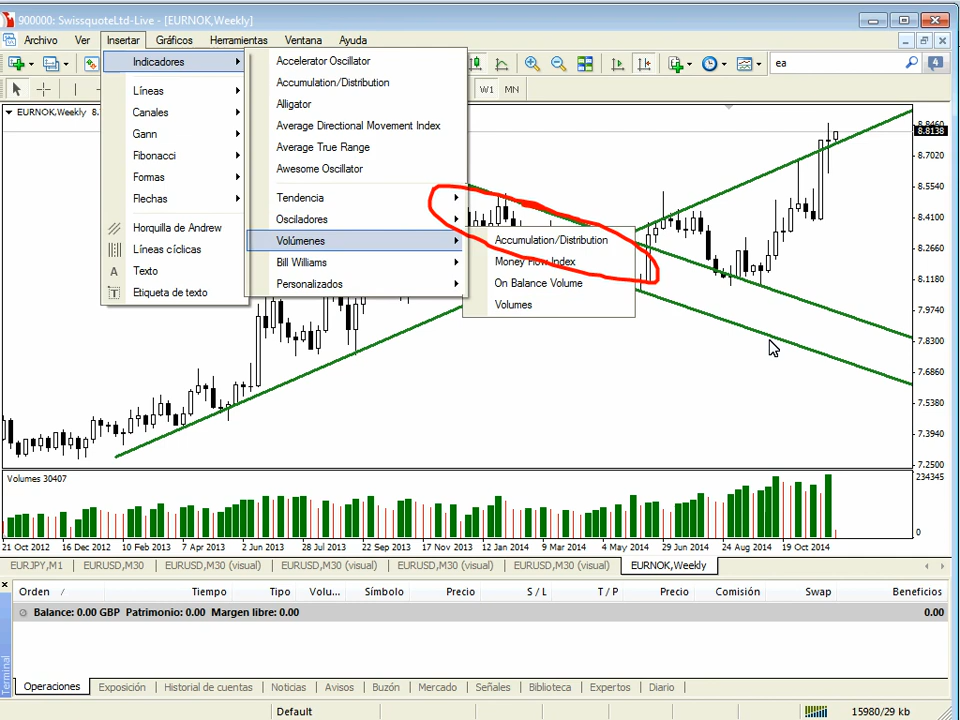 900000: SwissquoteLtd-Live - [EURNOK,Weekly]
Archivo Ver Insertar Gráficos Herramientas Ventana Ayuda
ea
4
W1 MN
EURNOK,Weekly 8.
Indicadores
Líneas
Canales
Gann
Fibonacci
Formas
Flechas
Horquilla de Andrew
Líneas cíclicas
A Texto
T Etiqueta de texto
Accelerator Oscillator
Accumulation/Distribution
Alligator
Average Directional Movement Index
Average True Range
Awesome Oscillator
Tendencia
Osciladores
Volúmenes
Bill Williams
Personalizados
Accumulation/Distribution
Money Flow Index
On Balance Volume
Volumes
8.8460
8.8138
8.7020
8.5540
8.4100
8.2660
8.1180
7.9740
7.8300
7.6860
7.5380
7.3940
7.2500
Volumes 30407
234345
0
21 Oct 2012 16 Dec 2012 10 Feb 2013 7 Apr 2013 2 Jun 2013 28 Jul 2013 22 Sep 2013 17 Nov 2013 12 Jan 2014 9 Mar 2014 4 May 2014 29 Jun 2014 24 Aug 2014 19 Oct 2014
EURJPY,M1 EURUSD,M30 EURUSD,M30 (visual) EURUSD,M30 (visual) EURUSD,M30 (visual) EURUSD,M30 (visual) EURNOK,Weekly
Orden / Tiempo Tipo Volu... Símbolo Precio S / L T / P Precio Comisión Swap Beneficios
Balance: 0.00 GBP Patrimonio: 0.00 Margen libre: 0.00 0.00
Terminal
Operaciones Exposición Historial de cuentas Noticias Avisos Buzón Mercado Señales Biblioteca Expertos Diario
Default 15980/29 kb